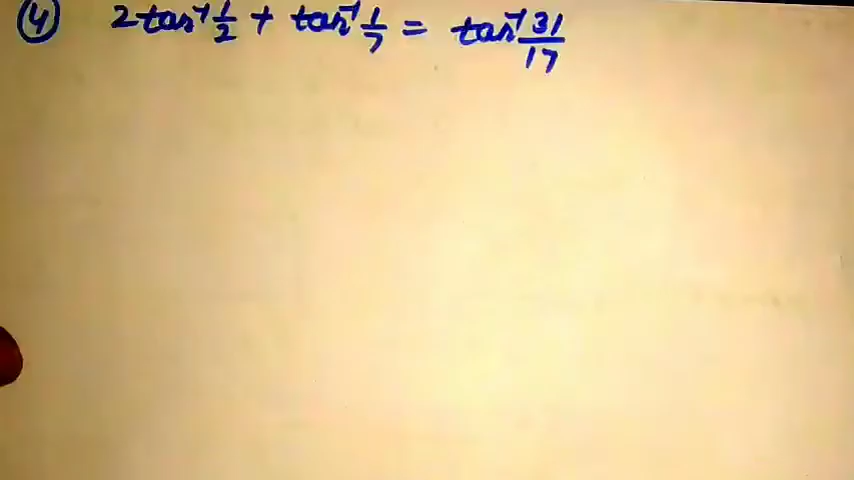 ④ 2tan⁻¹ 1/2 + tan⁻¹ 1/7 = tan⁻¹ 31/17